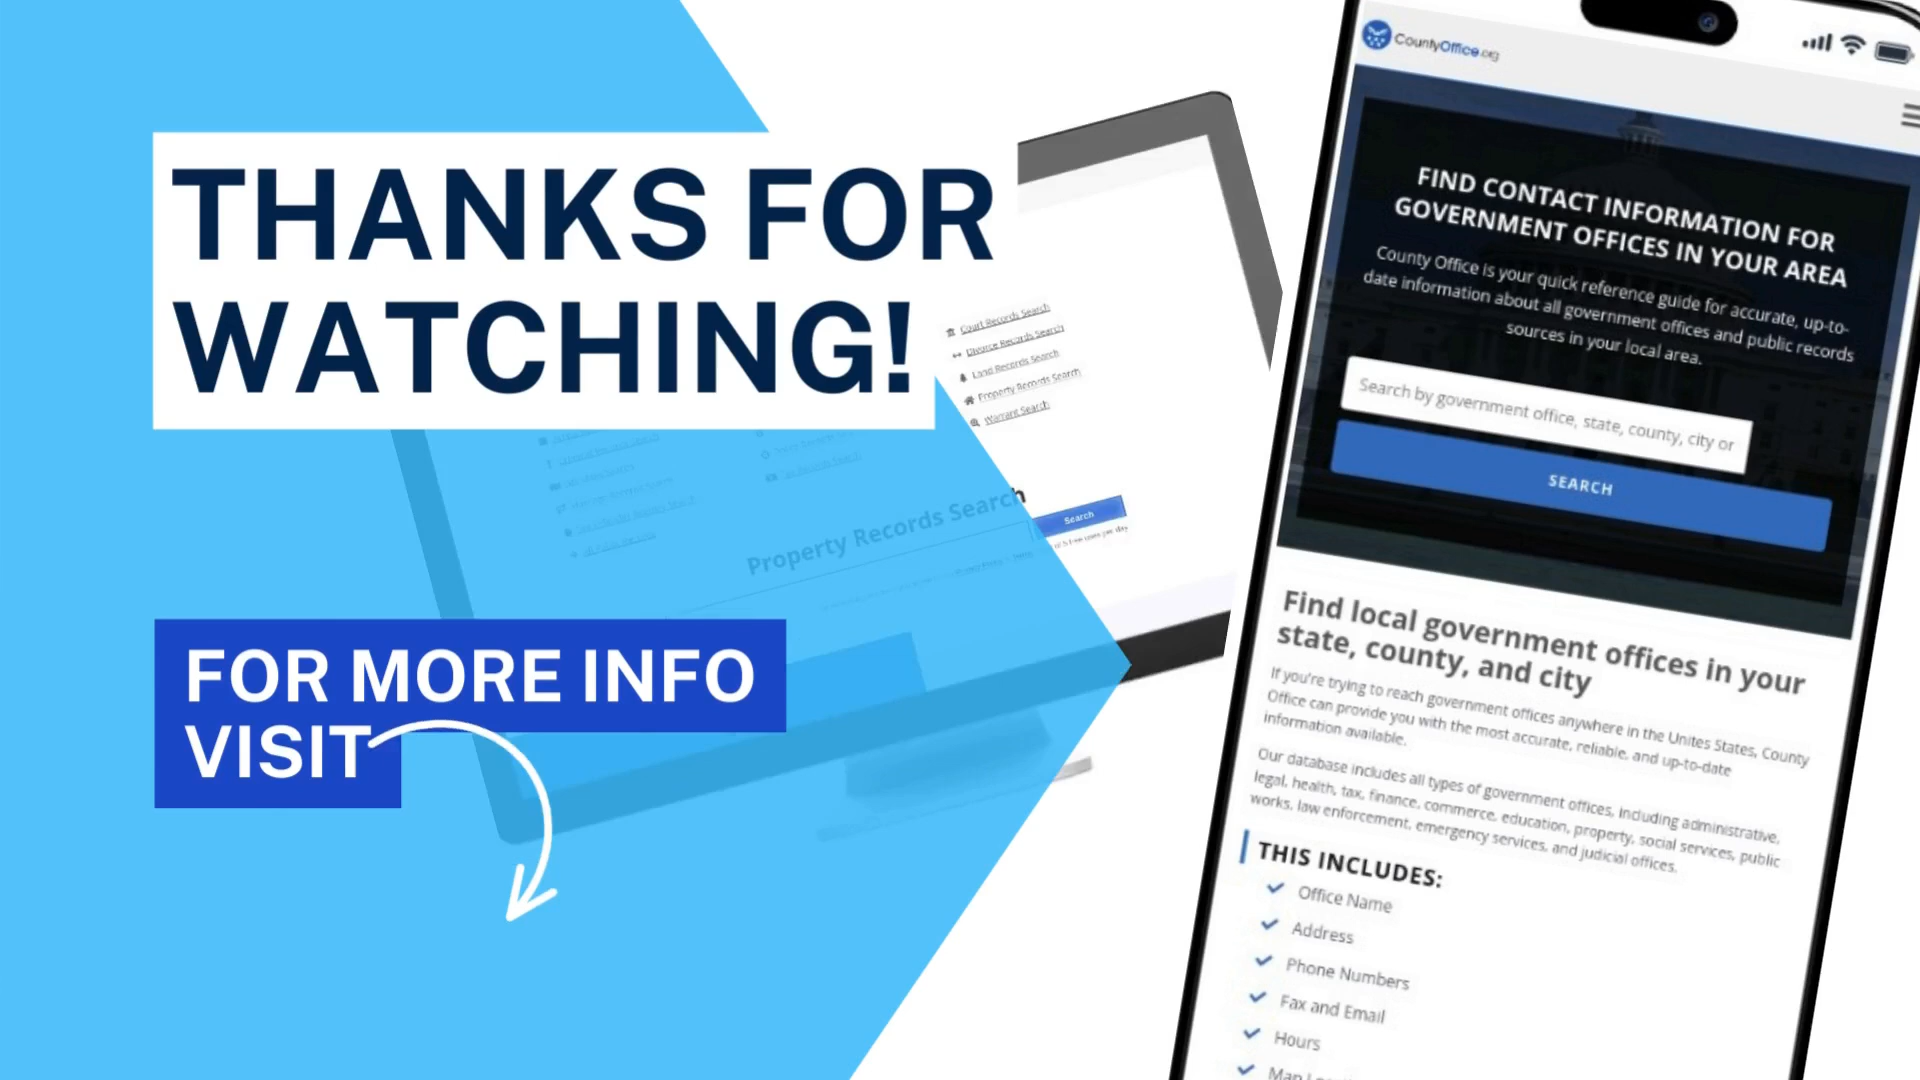 THANKS FOR
WATCHING!
FOR MORE INFO
VISIT
Court Records Search
Divorce Records Search
Land Records Search
Property Records Search
Warrant Search
Property Records Search
Search
CountyOffice.org
FIND CONTACT INFORMATION FOR
GOVERNMENT OFFICES IN YOUR AREA
County Office is your quick reference guide for accurate, up-to-
date information about all government offices and public records
sources in your local area.
Search by government office, state, county, city or
SEARCH
Find local government offices in your
state, county, and city
If you're trying to reach government offices anywhere in the Unites States, County
Office can provide you with the most accurate, reliable, and up-to-date
information available.
Our database includes all types of government offices, including administrative,
legal, health, tax, finance, commerce, education, property, social services, public
works, law enforcement, emergency services, and judicial offices.
THIS INCLUDES:
Office Name
Address
Phone Numbers
Fax and Email
Hours